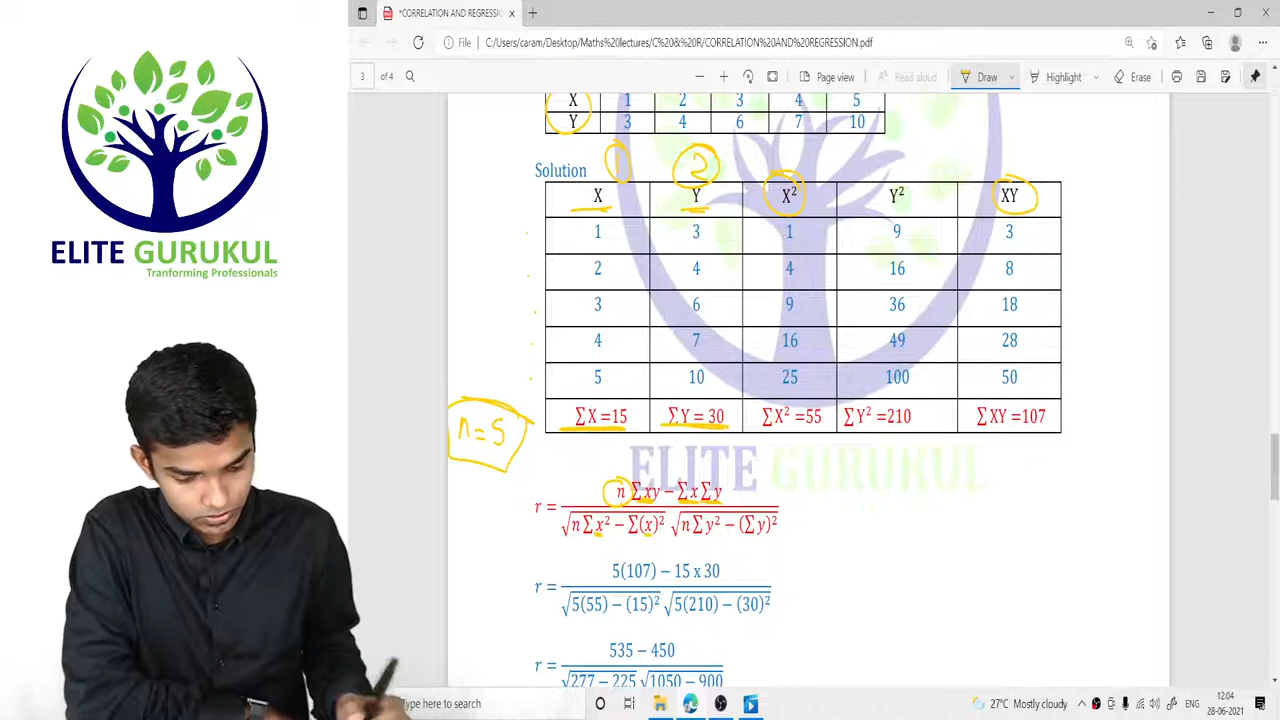 *CORRELATION AND REGRESSI
File
C:/Users/caram/Desktop/Maths%20lectures/C%20&%20R/CORRELATION%20AND%20REGRESSION.pdf
3 of 4
Page view
Read aloud
Draw
Highlight
Erase
ELITE GURUKUL
Tranforming Professionals
X 1 2 3 4 5
Y 3 4 6 7 10
2
Solution
X Y X² Y² XY
1 3 1 9 3
2 4 4 16 8
3 6 9 36 18
4 7 16 49 28
5 10 25 100 50
∑X =15 ∑Y = 30 ∑X² =55 ∑Y² =210 ∑XY =107
n = 5
ELITE GURUKUL
r = n ∑xy − ∑x ∑y / √n ∑x² − ∑(x)² √n ∑y² − (∑y)²
r = 5(107) − 15 x 30 / √5(55) − (15)² √5(210) − (30)²
r = 535 − 450 / √277 − 225 √1050 − 900
Type here to search
27°C Mostly cloudy
ENG
12:04
28-06-2021